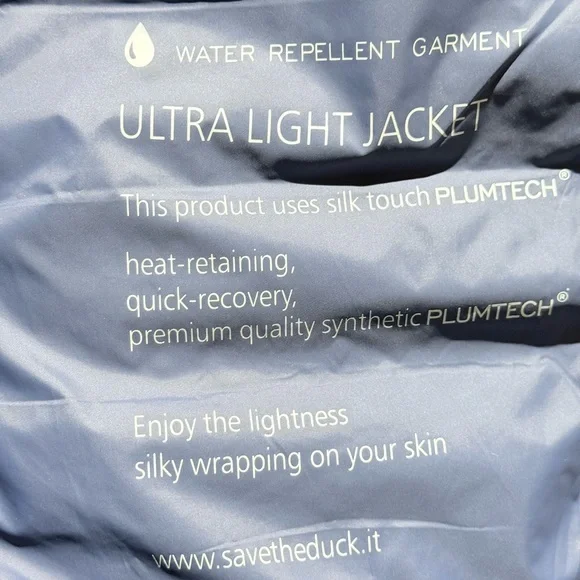 WATER REPELLENT GARMENT
ULTRA LIGHT JACKET
This product uses silk touch PLUMTECH®
heat-retaining,
quick-recovery,
premium quality synthetic PLUMTECH®
Enjoy the lightness
silky wrapping on your skin
www.savetheduck.it